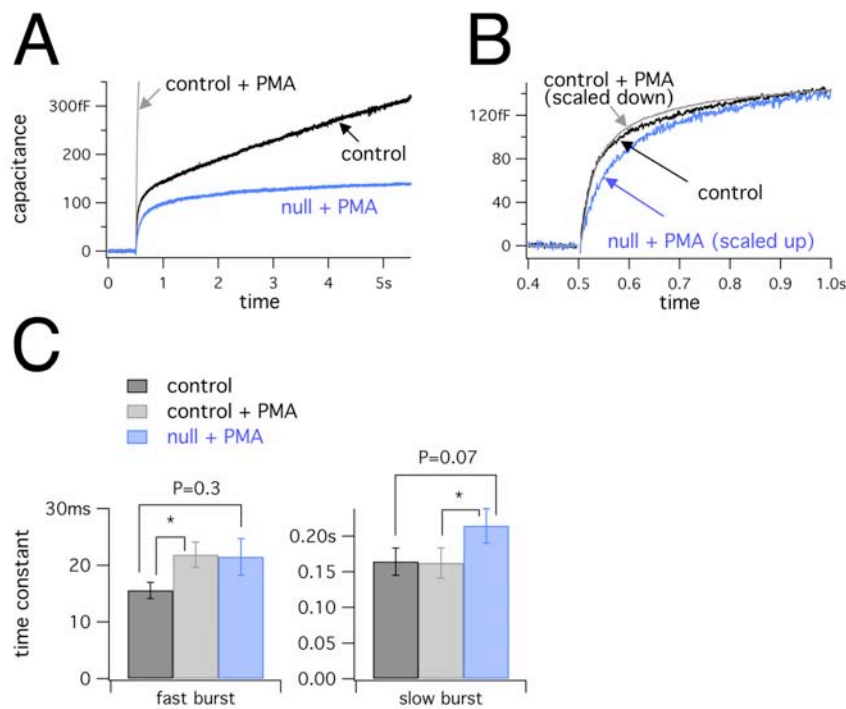 A
control + PMA
300fF
200
100
0
capacitance
control
null + PMA
0 1 2 3 4 5s
time
B
control + PMA
(scaled down)
120fF
80
40
0
control
null + PMA (scaled up)
0.4 0.5 0.6 0.7 0.8 0.9 1.0s
time
C
control
control + PMA
null + PMA
P=0.3
*
30ms
20
10
0
time constant
fast burst
P=0.07
*
0.20s
0.15
0.10
0.05
0.00
slow burst